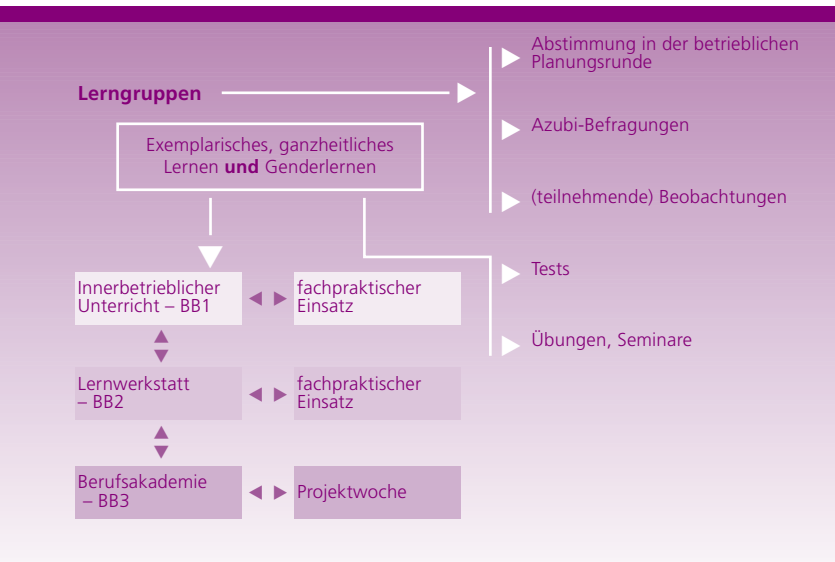 Lerngruppen
Exemplarisches, ganzheitliches
Lernen und Genderlernen
Abstimmung in der betrieblichen
Planungsrunde
Azubi-Befragungen
(teilnehmende) Beobachtungen
Tests
Übungen, Seminare
Innerbetrieblicher
Unterricht – BB1
fachpraktischer
Einsatz
Lernwerkstatt
– BB2
fachpraktischer
Einsatz
Berufsakademie
– BB3
Projektwoche